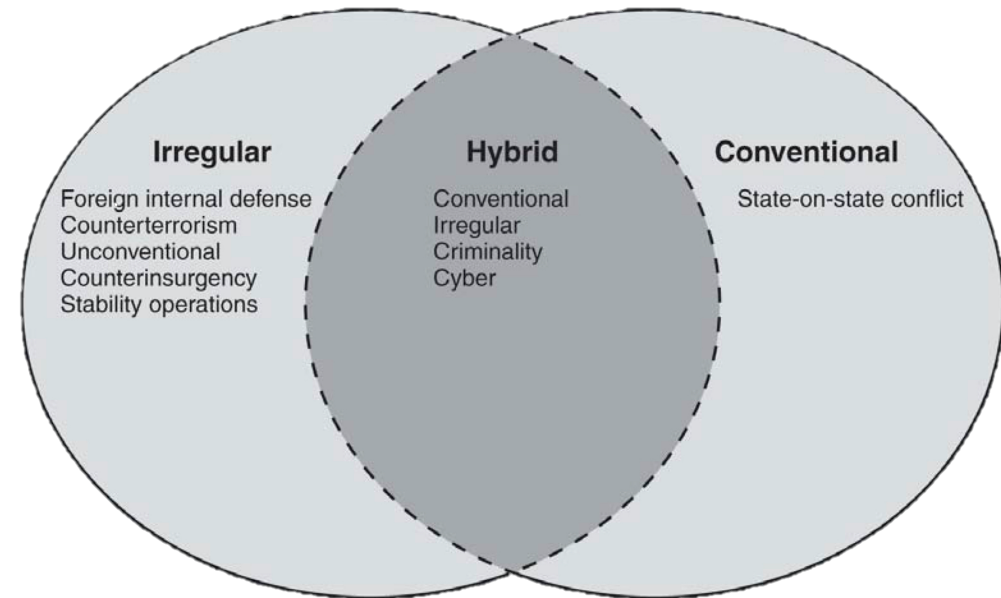 Irregular
Foreign internal defense
Counterterrorism
Unconventional
Counterinsurgency
Stability operations
Hybrid
Conventional
Irregular
Criminality
Cyber
Conventional
State-on-state conflict